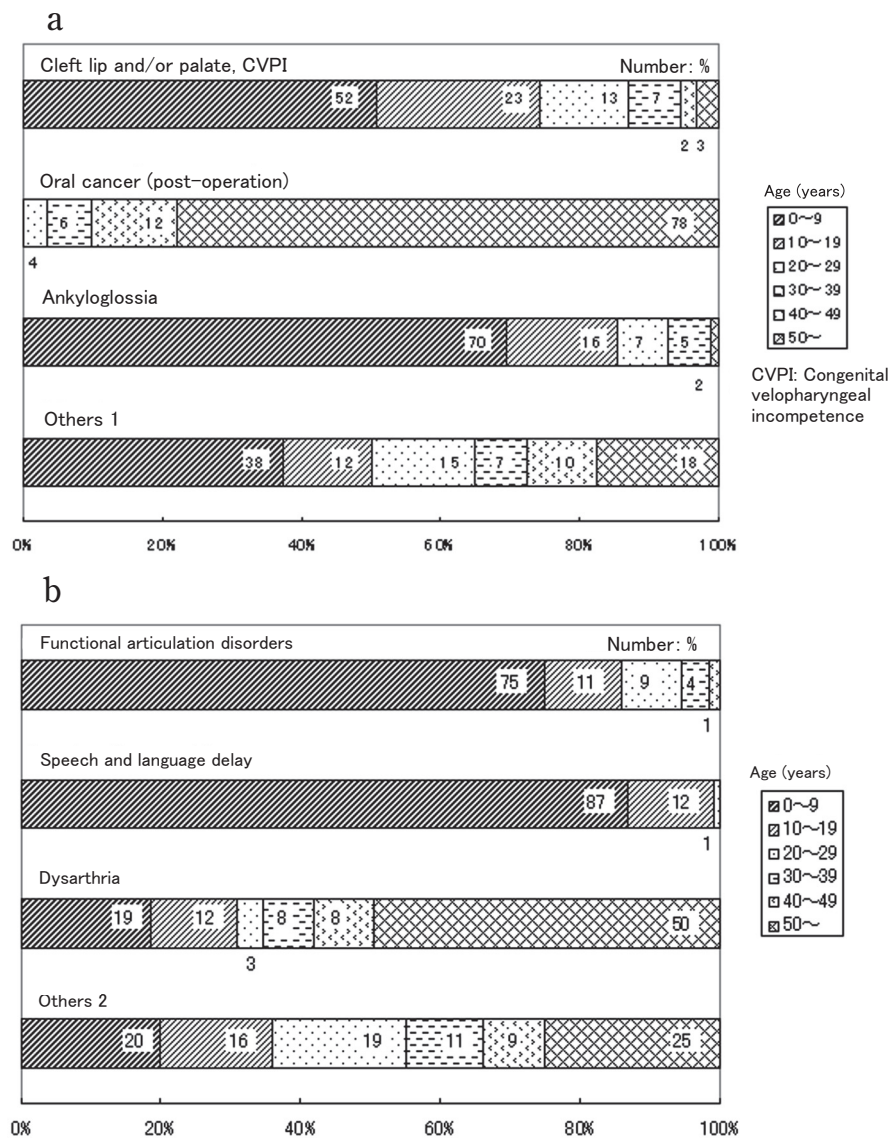 a
Cleft lip and/or palate, CVPI Number: %
52 23 13 7
2 3
Oral cancer (post-operation)
6 12 78
4
Ankyloglossia
70 16 7 5
2
Others 1
38 12 15 7 10 18
0% 20% 40% 60% 80% 100%
Age (years)
0～9
10～19
20～29
30～39
40～49
50～
CVPI: Congenital
velopharyngeal
incompetence
b
Functional articulation disorders Number: %
75 11 9 4
1
Speech and language delay
87 12
1
Dysarthria
19 12 8 8 50
3
Others 2
20 16 19 11 9 25
0% 20% 40% 60% 80% 100%
Age (years)
0～9
10～19
20～29
30～39
40～49
50～